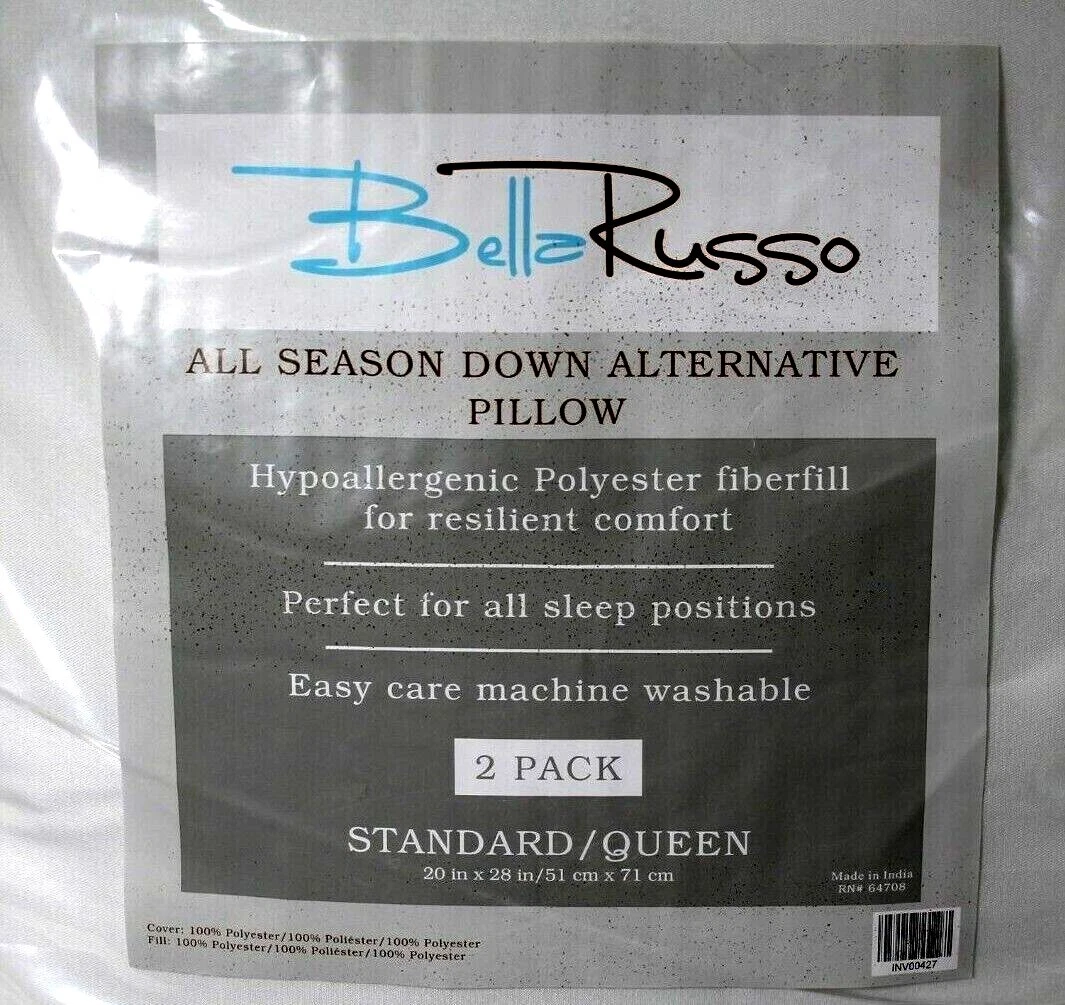 Bella Russo
ALL SEASON DOWN ALTERNATIVE
PILLOW
Hypoallergenic Polyester fiberfill
for resilient comfort
Perfect for all sleep positions
Easy care machine washable
2 PACK
STANDARD/QUEEN
20 in x 28 in/51 cm x 71 cm
Made in India
RN# 64708
Cover: 100% Polyester/100% Poliéster/100% Polyester
Fill: 100% Polyester/100% Poliéster/100% Polyester
INV00427